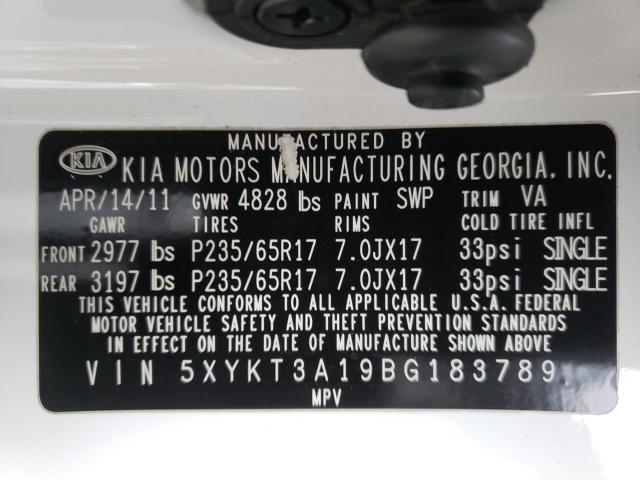 MANUFACTURED BY
KIA KIA MOTORS MANUFACTURING GEORGIA, INC.
APR/14/11 GVWR 4828 lbs PAINT SWP TRIM VA
GAWR TIRES RIMS COLD TIRE INFL
FRONT 2977 lbs P235/65R17 7.0JX17 33psi SINGLE
REAR 3197 lbs P235/65R17 7.0JX17 33psi SINGLE
THIS VEHICLE CONFORMS TO ALL APPLICABLE U.S.A. FEDERAL
MOTOR VEHICLE SAFETY AND THEFT PREVENTION STANDARDS
IN EFFECT ON THE DATE OF MANUFACTURE SHOWN ABOVE
VIN 5XYKT3A19BG183789
MPV